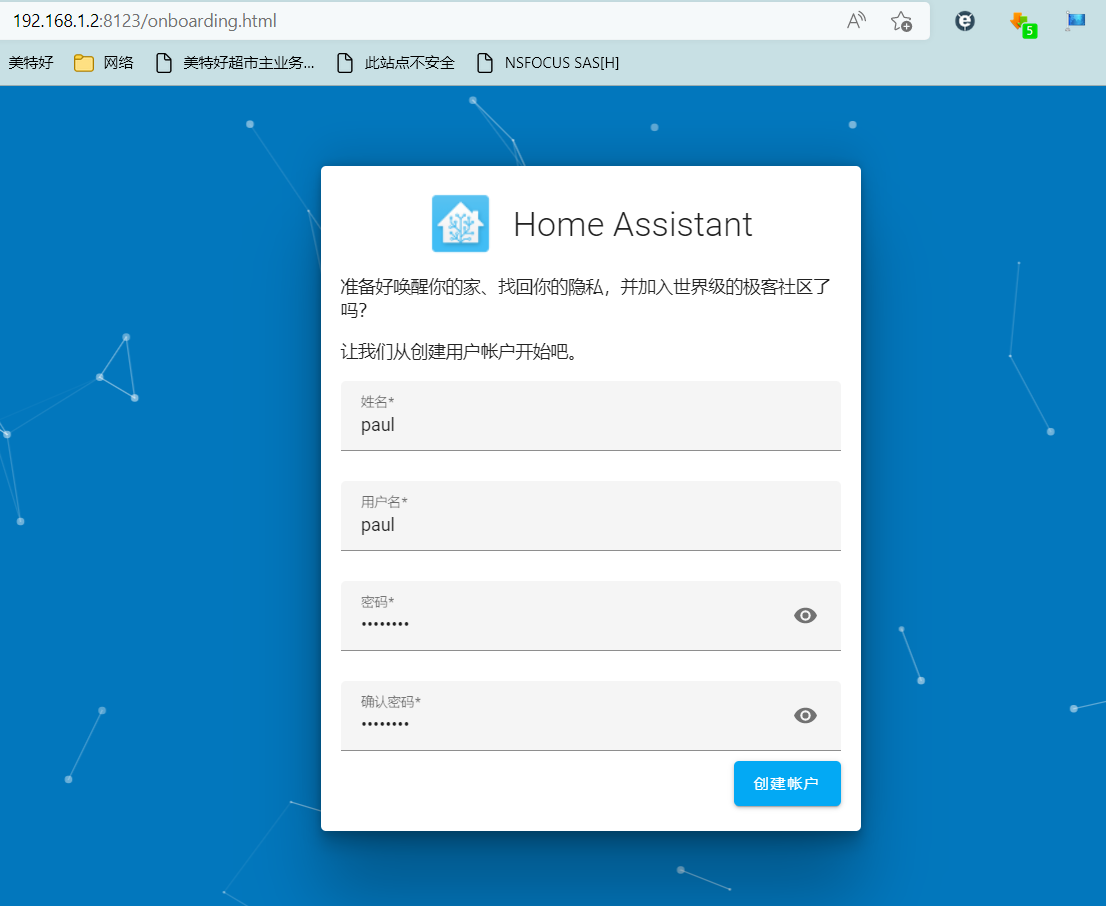 192.168.1.2:8123/onboarding.html
A
5
美特好 网络 美特好超市主业务... 此站点不安全 NSFOCUS SAS[H]
Home Assistant
准备好唤醒你的家、找回你的隐私，并加入世界级的极客社区了
吗？
让我们从创建用户帐户开始吧。
姓名*
paul
用户名*
paul
密码*
••••••••
确认密码*
••••••••
创建帐户